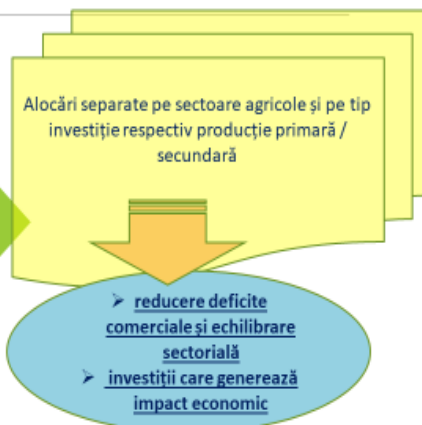 Alocări separate pe sectoare agricole și pe tip
investiție respectiv producție primară /
secundară
➢ reducere deficite
comerciale și echilibrare
sectorială
➢ investiții care generează
impact economic